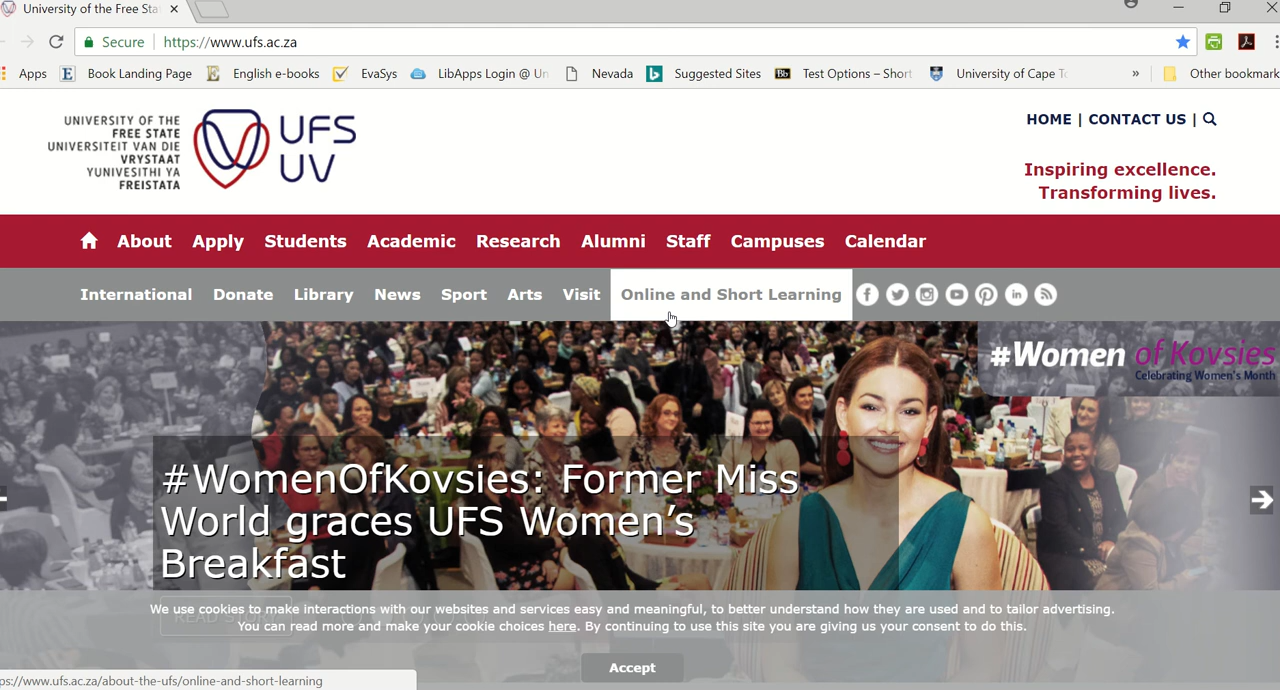 University of the Free Sta
Secure
https://www.ufs.ac.za
Apps
Book Landing Page
English e-books
EvaSys
LibApps Login @ Un
Nevada
Suggested Sites
Bb
Test Options – Short
University of Cape To
»
Other bookmark
UNIVERSITY OF THE
FREE STATE
UNIVERSITEIT VAN DIE
VRYSTAAT
YUNIVESITHI YA
FREISTATA
UFS
UV
HOME | CONTACT US |
Inspiring excellence.
Transforming lives.
About Apply Students Academic Research Alumni Staff Campuses Calendar
International Donate Library News Sport Arts Visit Online and Short Learning
#Women of Kovsies
Celebrating Women's Month
#WomenOfKovsies: Former Miss
World graces UFS Women’s
Breakfast
READ STORY
We use cookies to make interactions with our websites and services easy and meaningful, to better understand how they are used and to tailor advertising.
You can read more and make your cookie choices here. By continuing to use this site you are giving us your consent to do this.
Accept
ps://www.ufs.ac.za/about-the-ufs/online-and-short-learning